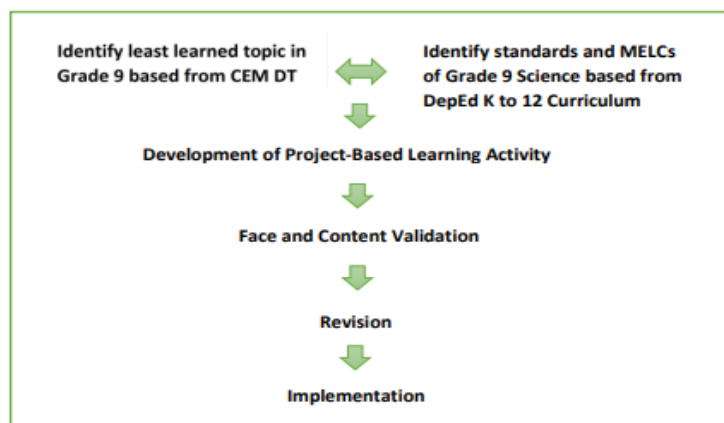 Identify least learned topic in
Grade 9 based from CEM DT
Identify standards and MELCs
of Grade 9 Science based from
DepEd K to 12 Curriculum
Development of Project-Based Learning Activity
Face and Content Validation
Revision
Implementation